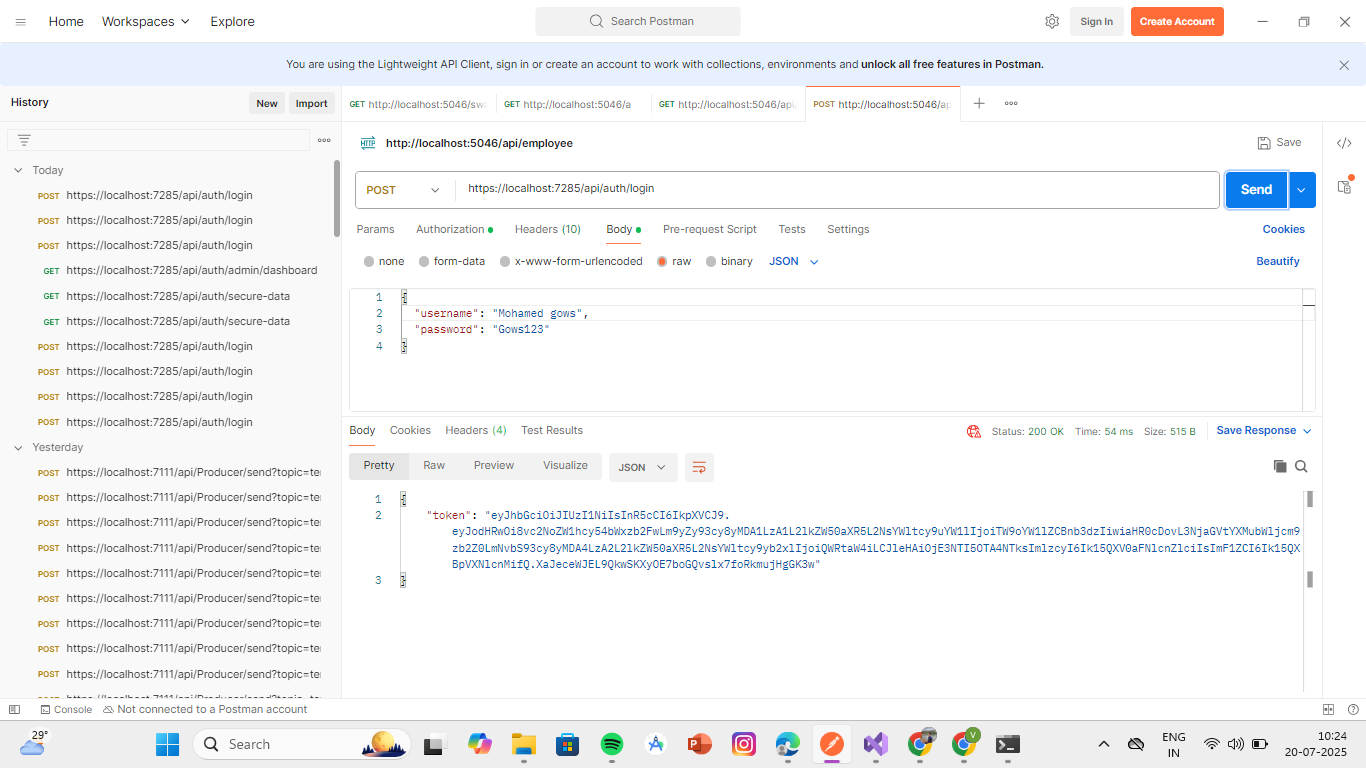 Home
Workspaces
Explore
Search Postman
Sign In
Create Account
You are using the Lightweight API Client, sign in or create an account to work with collections, environments and unlock all free features in Postman.
History
New
Import
GET http://localhost:5046/sw
GET http://localhost:5046/a
GET http://localhost:5046/api
POST http://localhost:5046/ap
HTTP http://localhost:5046/api/employee
Save
Today
POST https://localhost:7285/api/auth/login
POST https://localhost:7285/api/auth/login
POST https://localhost:7285/api/auth/login
GET https://localhost:7285/api/auth/admin/dashboard
GET https://localhost:7285/api/auth/secure-data
GET https://localhost:7285/api/auth/secure-data
POST https://localhost:7285/api/auth/login
POST https://localhost:7285/api/auth/login
POST https://localhost:7285/api/auth/login
POST https://localhost:7285/api/auth/login
Yesterday
POST https://localhost:7111/api/Producer/send?topic=te
POST https://localhost:7111/api/Producer/send?topic=te
POST https://localhost:7111/api/Producer/send?topic=te
POST https://localhost:7111/api/Producer/send?topic=te
POST https://localhost:7111/api/Producer/send?topic=te
POST https://localhost:7111/api/Producer/send?topic=te
POST https://localhost:7111/api/Producer/send?topic=te
POST https://localhost:7111/api/Producer/send?topic=te
POST https://localhost:7111/api/Producer/send?topic=te
POST https://localhost:7285/api/auth/login
Send
Params
Authorization
Headers (10)
Body
Pre-request Script
Tests
Settings
Cookies
none
form-data
x-www-form-urlencoded
raw
binary
JSON
Beautify
1 {
2 "username": "Mohamed gows",
3 "password": "Gows123"
4 }
Body
Cookies
Headers (4)
Test Results
Status: 200 OK
Time: 54 ms
Size: 515 B
Save Response
Pretty
Raw
Preview
Visualize
JSON
1 {
2 "token": "eyJhbGciOiJIUzI1NiIsInR5cCI6IkpXVCJ9.
3 }
Console
Not connected to a Postman account
29°
Search
ENG
IN
10:24
20-07-2025